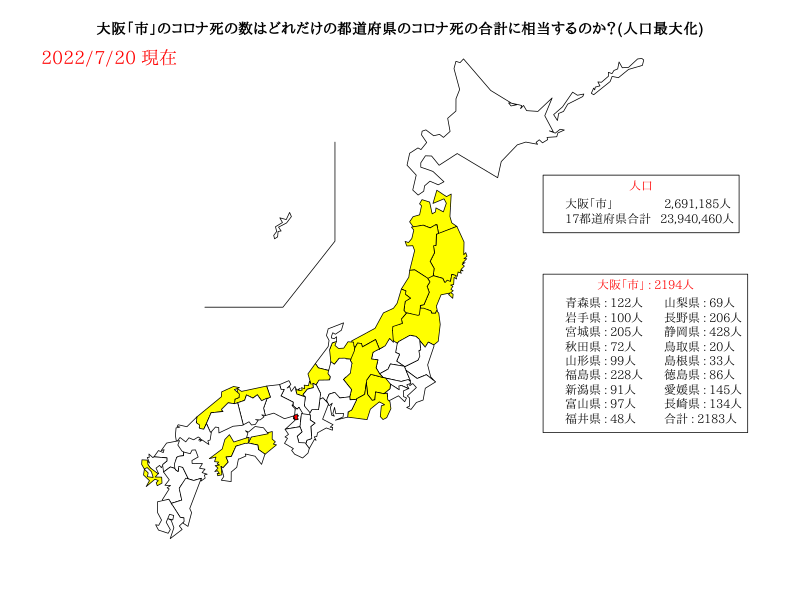 大阪「市」のコロナ死の数はどれだけの都道府県のコロナ死の合計に相当するのか?(人口最大化)
2022/7/20 現在
人口
大阪「市」 2,691,185人
17都道府県合計 23,940,460人
大阪「市」 : 2194人
青森県 : 122人 山梨県 : 69人
岩手県 : 100人 長野県 : 206人
宮城県 : 205人 静岡県 : 428人
秋田県 : 72人 鳥取県 : 20人
山形県 : 99人 島根県 : 33人
福島県 : 228人 徳島県 : 86人
新潟県 : 91人 愛媛県 : 145人
富山県 : 97人 長崎県 : 134人
福井県 : 48人 合計 : 2183人